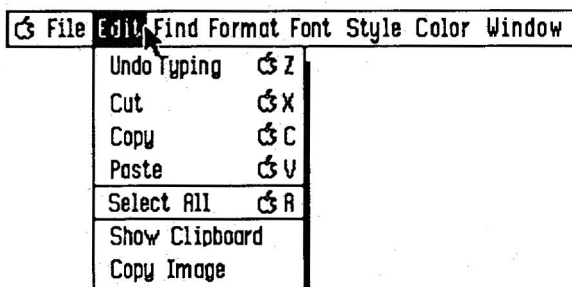 File Edit Find Format Font Style Color Window
Undo Typing Z
Cut X
Copy C
Paste V
Select All A
Show Clipboard
Copy Image